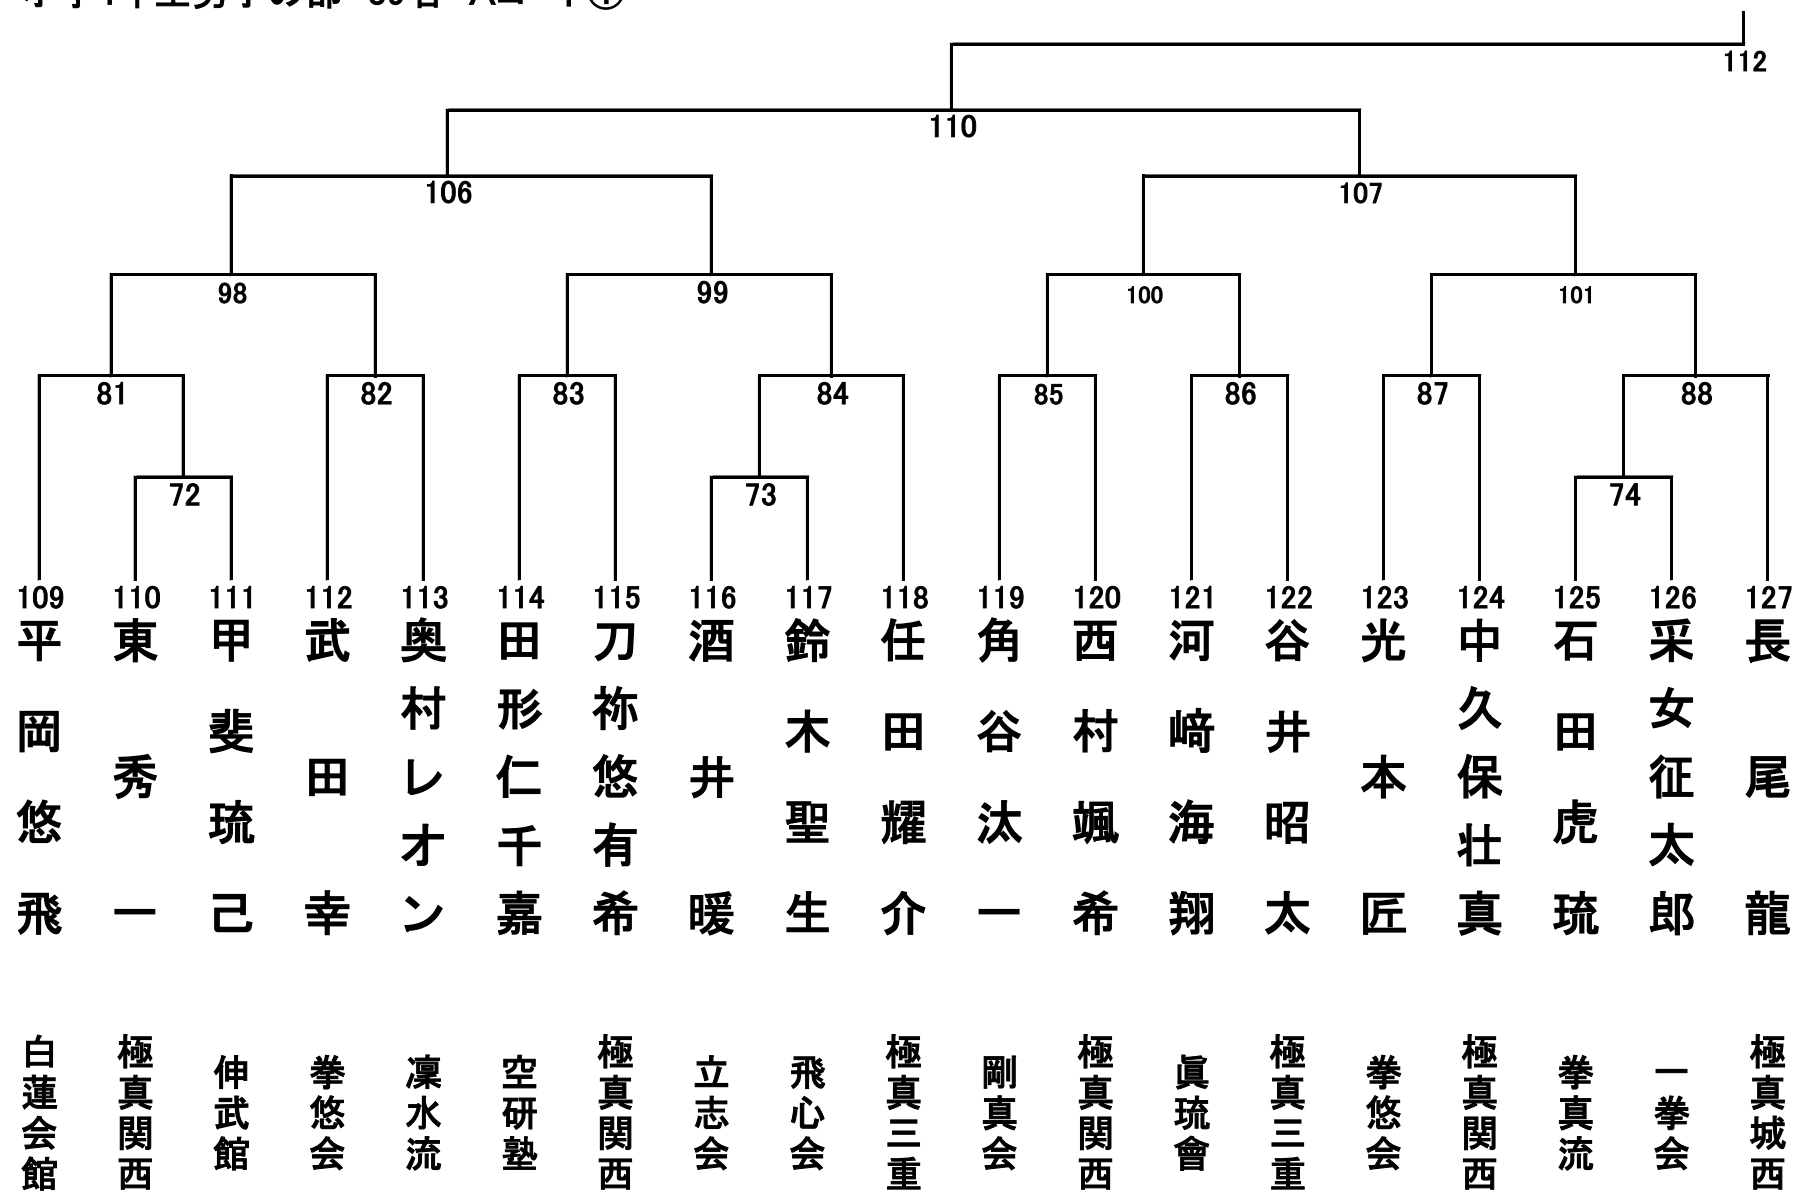 112
110
106
107
98
99
100
101
81
82
83
84
85
86
87
88
72
73
74
109
平岡悠飛
白蓮会館
110
東秀一
極真関西
111
甲斐琉己
伸武館
112
武田幸
拳悠会
113
奥村レオン
凜水流
114
田形仁千嘉
空研塾
115
刀祢悠有希
極真関西
116
酒井暖
立志会
117
鈴木聖生
飛心会
118
任田耀介
極真三重
119
角谷汰一
剛真会
120
西村颯希
極真関西
121
河﨑海翔
眞琉會
122
谷井昭太
極真三重
123
光本匠
拳悠会
124
中久保壮真
極真関西
125
石田虎琉
拳真流
126
采女征太郎
一拳会
127
長尾龍
極真城西